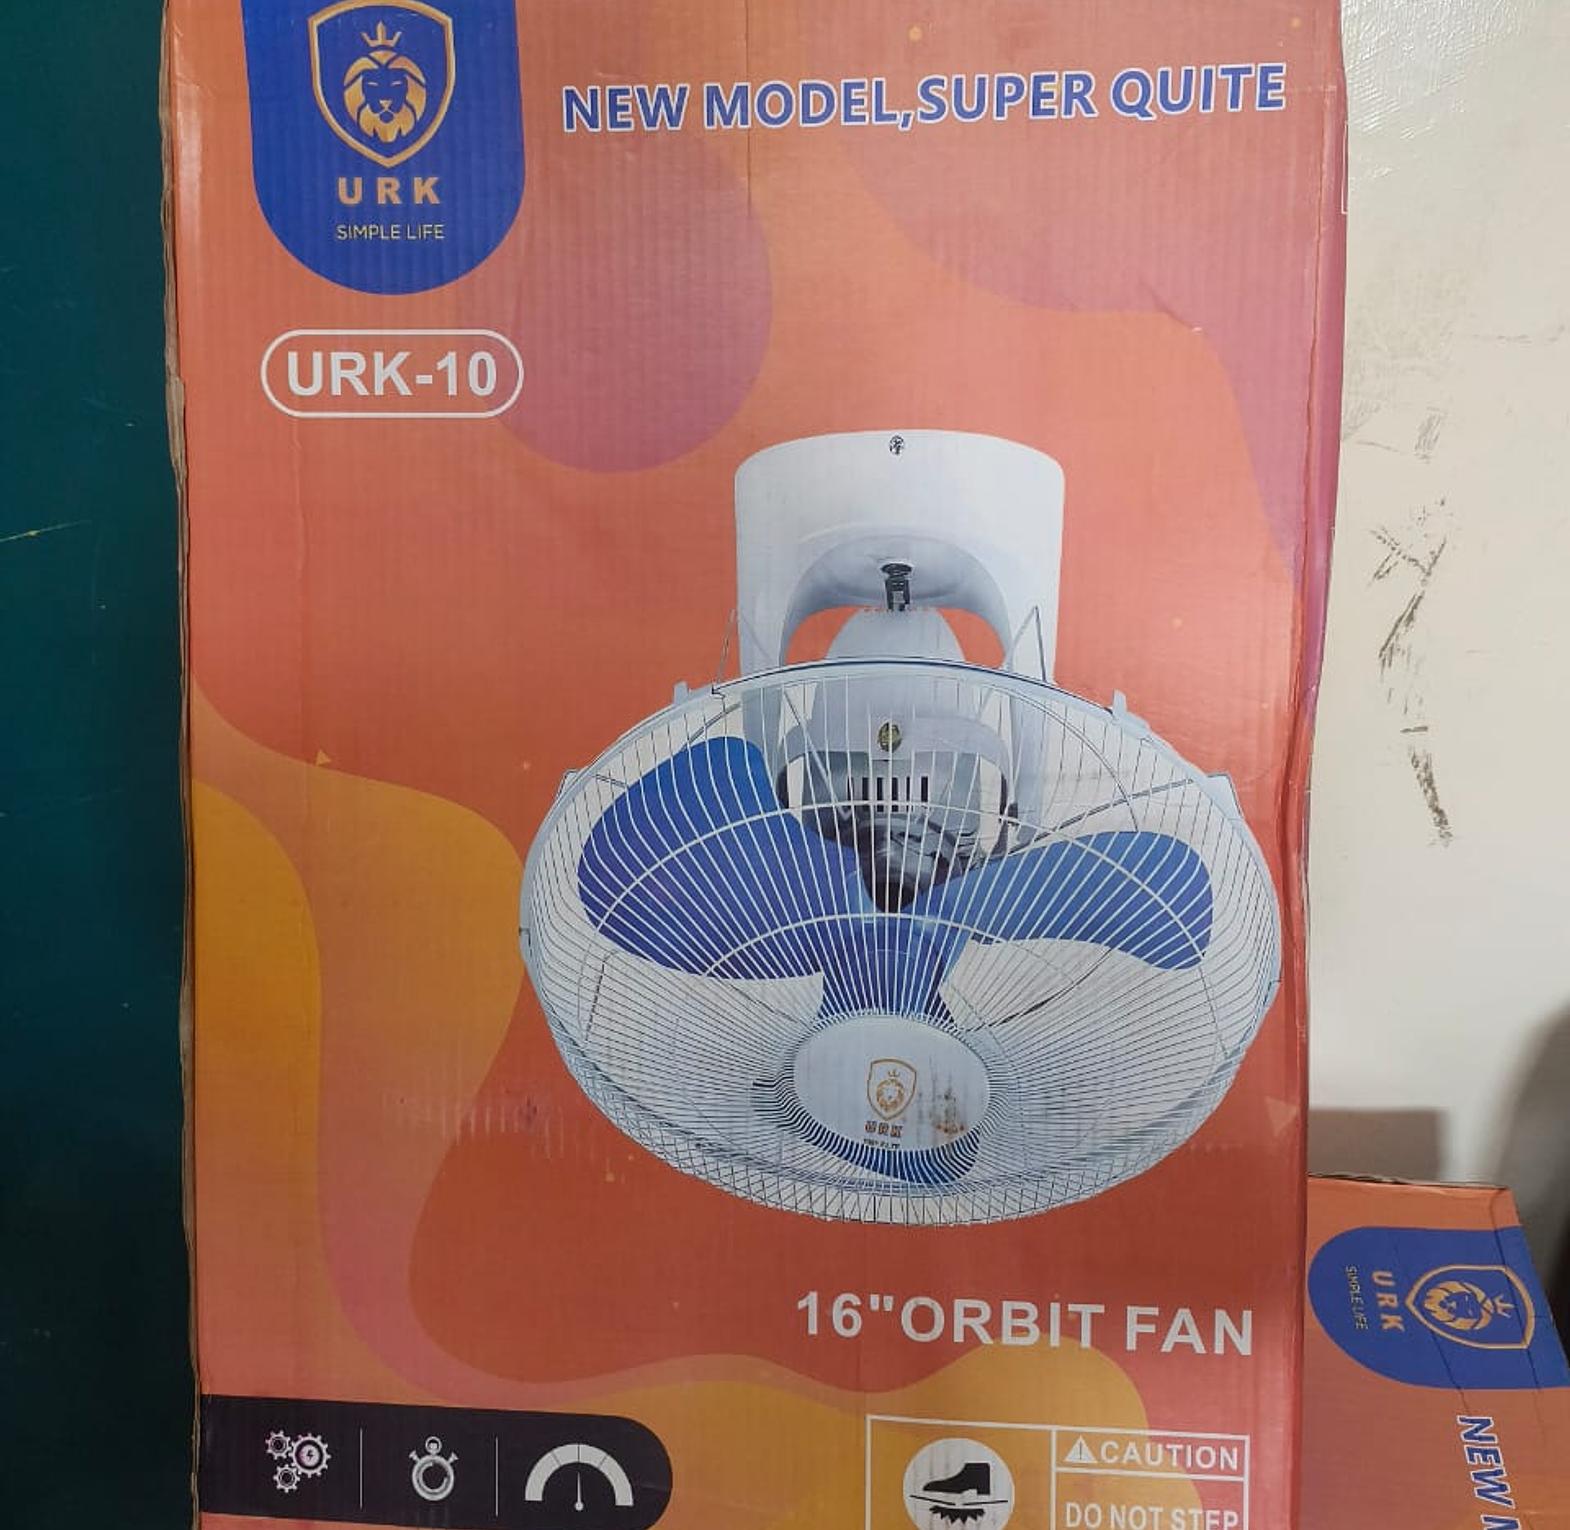 URK
SIMPLE LIFE
NEW MODEL,SUPER QUITE
URK-10
URK
16"ORBIT FAN
CAUTION
DO NOT STEP
URK
SIMPLE LIFE
NEW